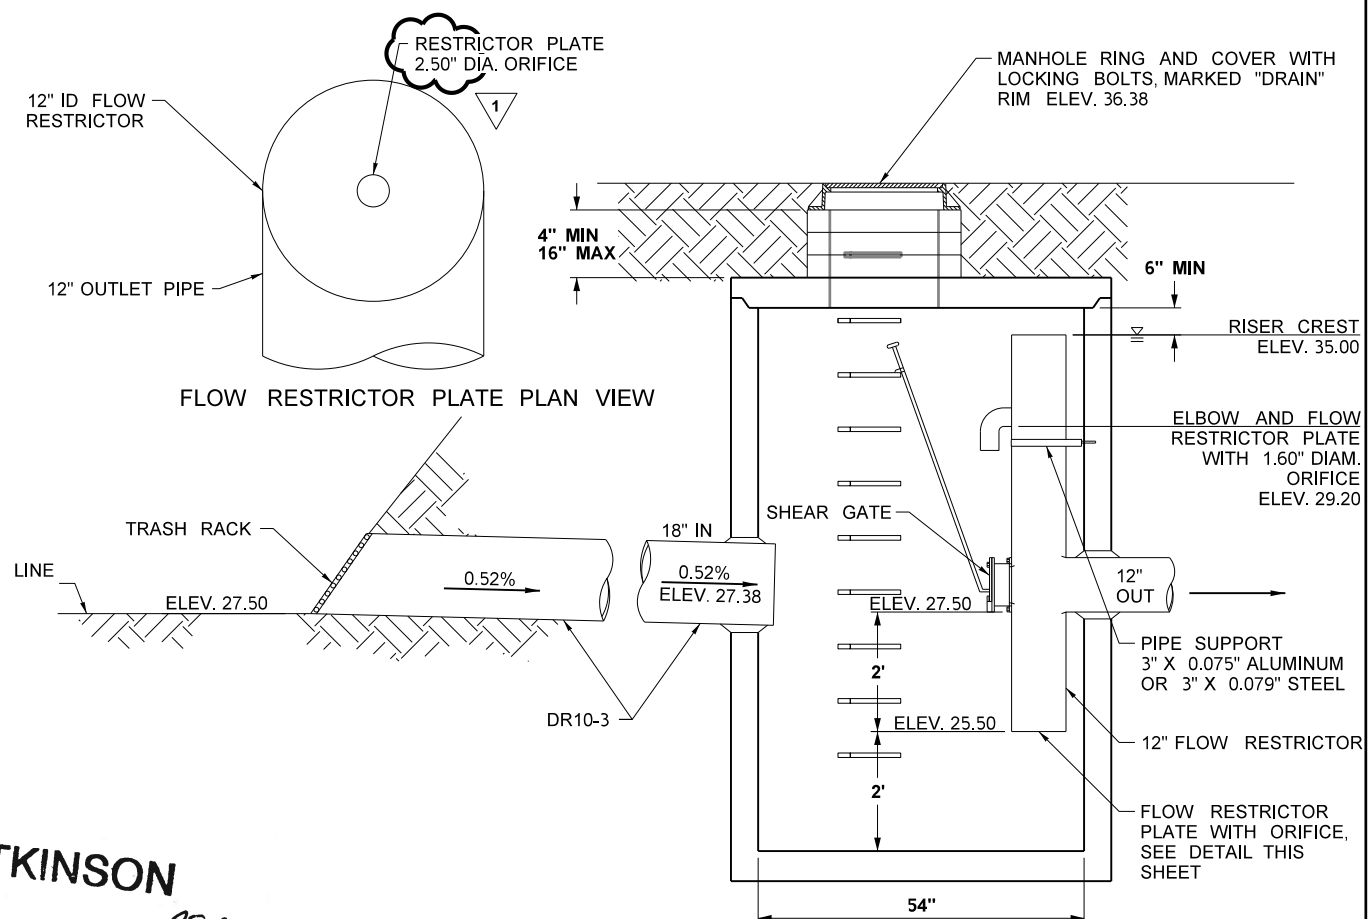 RESTRICTOR PLATE
2.50" DIA. ORIFICE
1
12" ID FLOW
RESTRICTOR
12" OUTLET PIPE
FLOW RESTRICTOR PLATE PLAN VIEW
MANHOLE RING AND COVER WITH
LOCKING BOLTS, MARKED "DRAIN"
RIM ELEV. 36.38
4" MIN
16" MAX
6" MIN
RISER CREST
ELEV. 35.00
ELBOW AND FLOW
RESTRICTOR PLATE
WITH 1.60" DIAM.
ORIFICE
ELEV. 29.20
TRASH RACK
LINE
ELEV. 27.50
0.52%
18" IN
0.52%
ELEV. 27.38
DR10-3
SHEAR GATE
ELEV. 27.50
2'
ELEV. 25.50
2'
12"
OUT
PIPE SUPPORT
3" X 0.075" ALUMINUM
OR 3" X 0.079" STEEL
12" FLOW RESTRICTOR
FLOW RESTRICTOR
PLATE WITH ORIFICE,
SEE DETAIL THIS
SHEET
54"
TKINSON